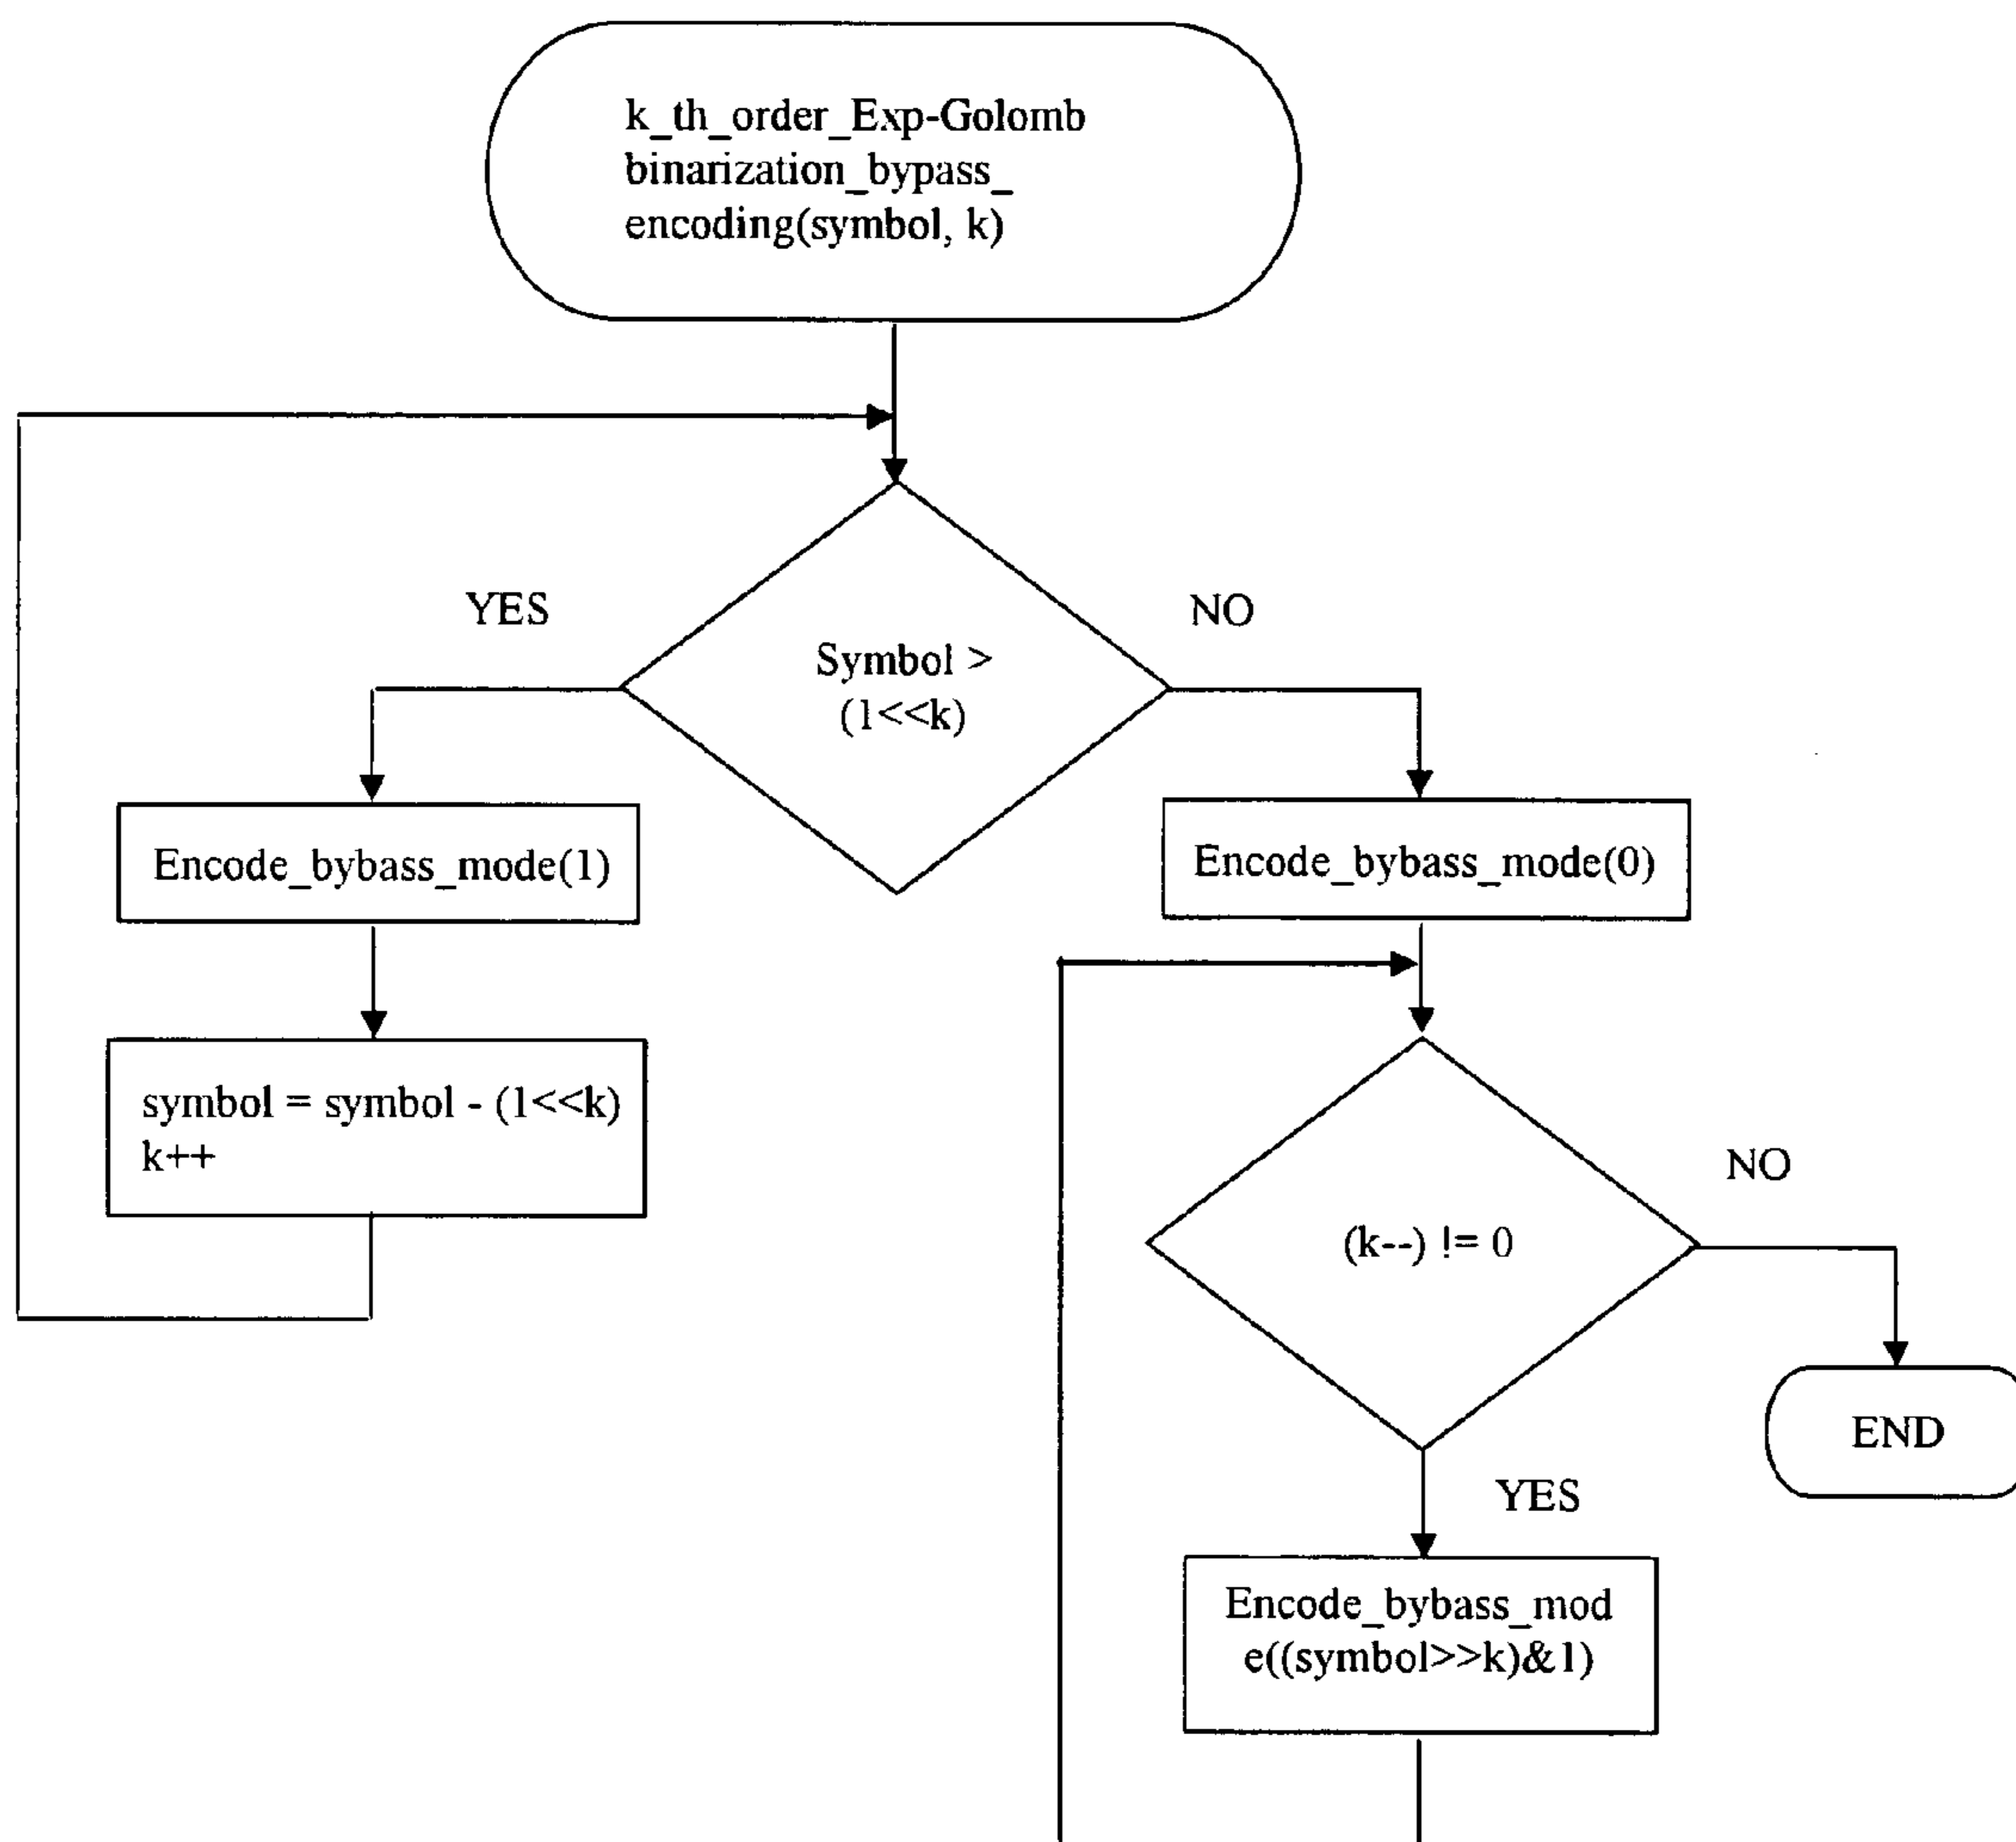 k_th_order_Exp-Golomb
binarization_bypass_
encoding(symbol, k)
YES
NO
Symbol >
(1<<k)
Encode_bybass_mode(1)
Encode_bybass_mode(0)
symbol = symbol - (1<<k)
k++
NO
(k--) != 0
END
YES
Encode_bybass_mod
e((symbol>>k)&1)